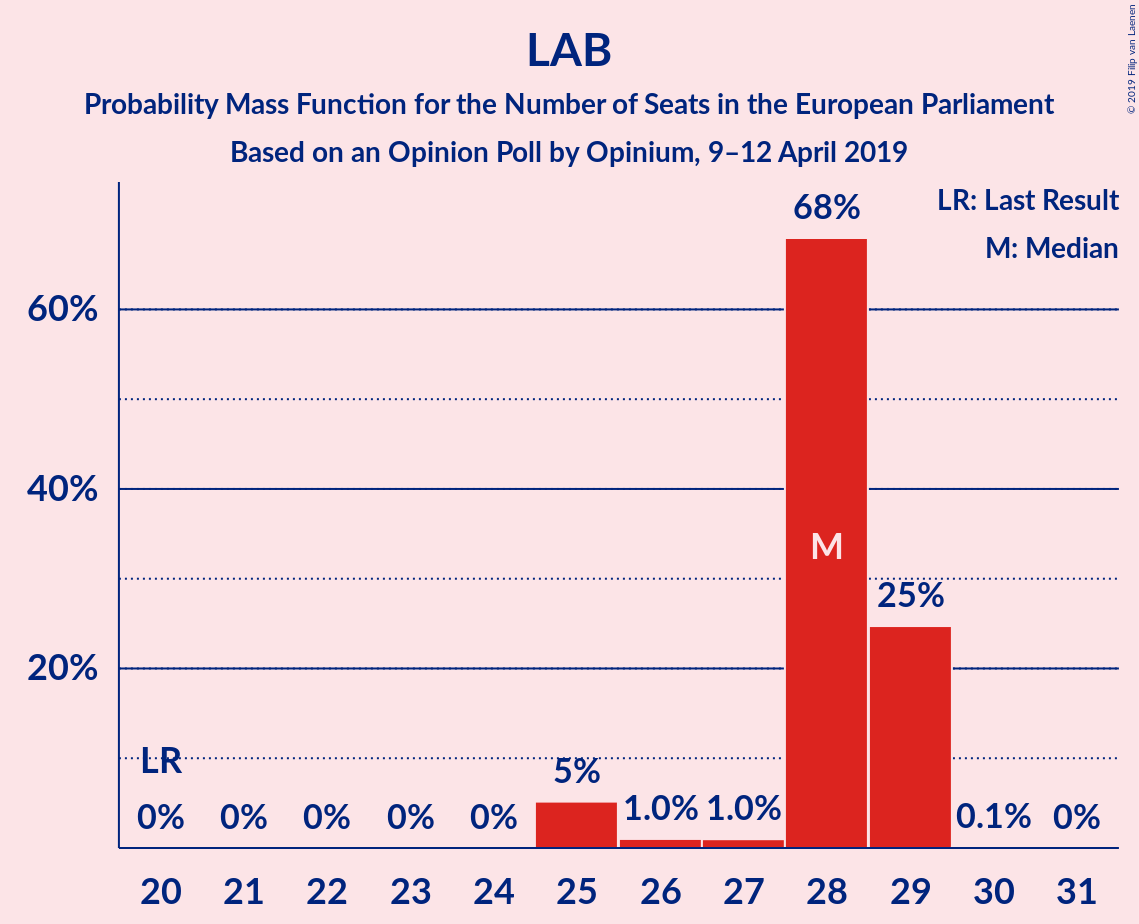 LAB
Probability Mass Function for the Number of Seats in the European Parliament
Based on an Opinion Poll by Opinium, 9–12 April 2019
© 2019 Filip van Laenen
LR: Last Result
M: Median
68%
60%
40%
M
25%
20%
LR
5%
0% 0% 0% 0% 0% 1.0% 1.0% 0.1% 0%
20 21 22 23 24 25 26 27 28 29 30 31